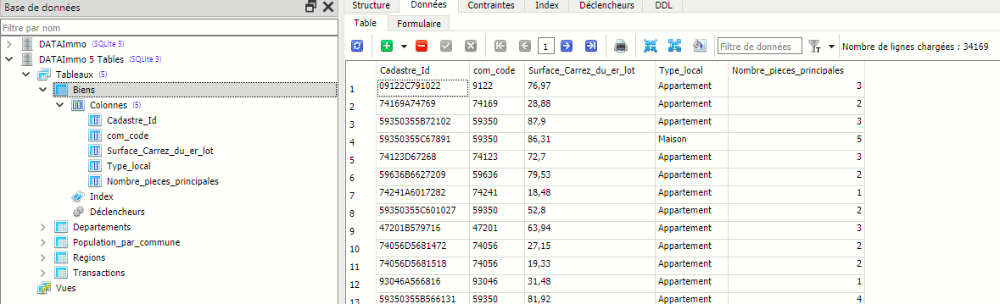 Base de données
Filtre par nom
DATAImmo (SQLite 3)
DATAImmo 5 Tables (SQLite 3)
Tableaux (5)
Biens
Colonnes (5)
Cadastre_Id
com_code
Surface_Carrez_du_er_lot
Type_local
Nombre_pieces_principales
Index
Déclencheurs
Departements
Population_par_commune
Regions
Transactions
Vues
Structure Données Contraintes Index Déclencheurs DDL
Table Formulaire
1 Filtre de données T Nombre de lignes chargées : 34169
Cadastre_Id com_code Surface_Carrez_du_er_lot Type_local Nombre_pieces_principales
1 09122C791022 9122 76,97 Appartement 3
2 74169A74769 74169 28,88 Appartement 2
3 59350355B72102 59350 87,9 Appartement 3
4 59350355C67891 59350 86,31 Maison 5
5 74123D67268 74123 72,7 Appartement 3
6 59636B6627209 59636 79,53 Appartement 2
7 74241A6017282 74241 18,48 Appartement 1
8 59350355C601027 59350 52,8 Appartement 2
9 47201B579716 47201 63,94 Appartement 3
10 74056D5681472 74056 27,15 Appartement 2
11 74056D5681518 74056 19,33 Appartement 2
12 93046A566816 93046 31,48 Appartement 1
13 59350355B566131 59350 81,92 Appartement 4